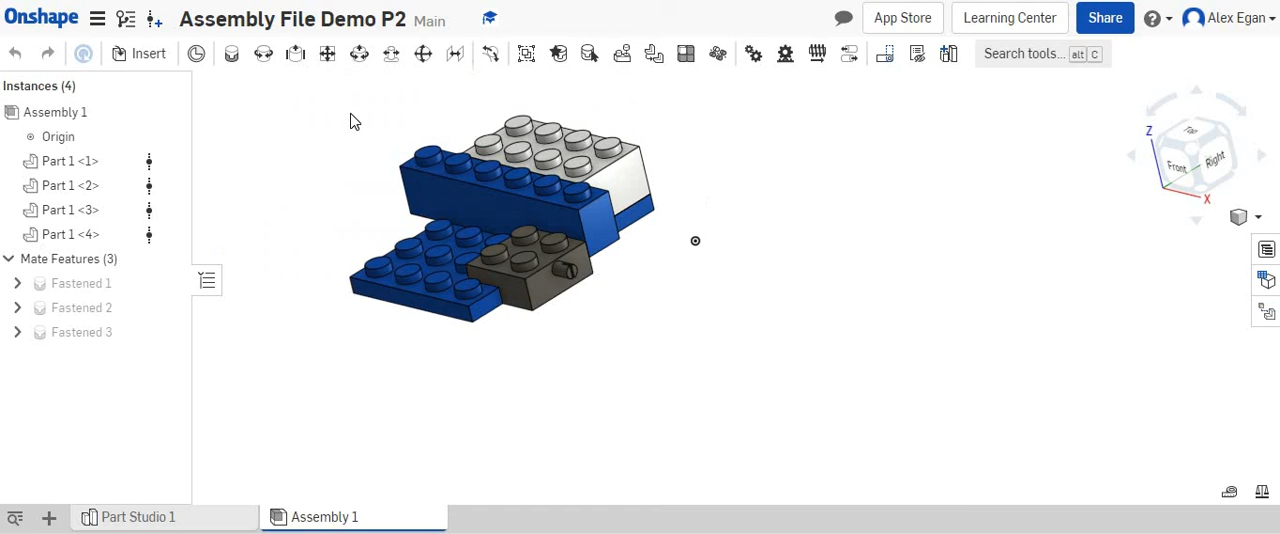 Onshape Assembly File Demo P2 Main App Store Learning Center Share Alex Egan
Insert Search tools... alt C
Instances (4)
Assembly 1
Origin
Part 1 <1>
Part 1 <2>
Part 1 <3>
Part 1 <4>
Mate Features (3)
Fastened 1
Fastened 2
Fastened 3
Z
Top
Front
Right
X
Part Studio 1 Assembly 1